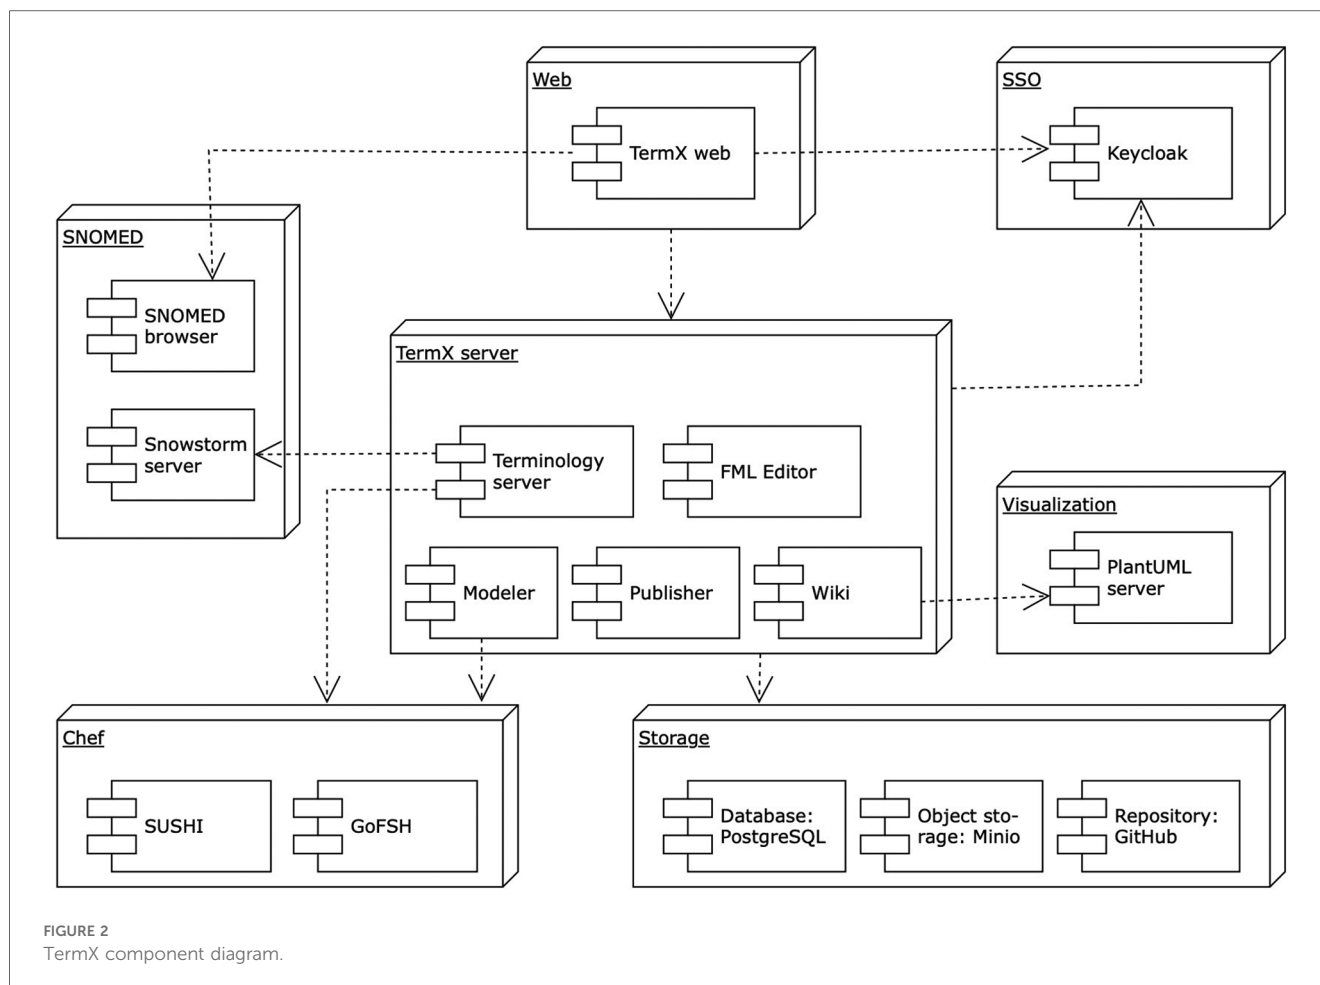 Web
TermX web
SSO
Keycloak
SNOMED
SNOMED
browser
Snowstorm
server
TermX server
Terminology
server
FML Editor
Modeler
Publisher
Wiki
Visualization
PlantUML
server
Chef
SUSHI
GoFSH
Storage
Database:
PostgreSQL
Object sto-
rage: Minio
Repository:
GitHub
FIGURE 2
TermX component diagram.